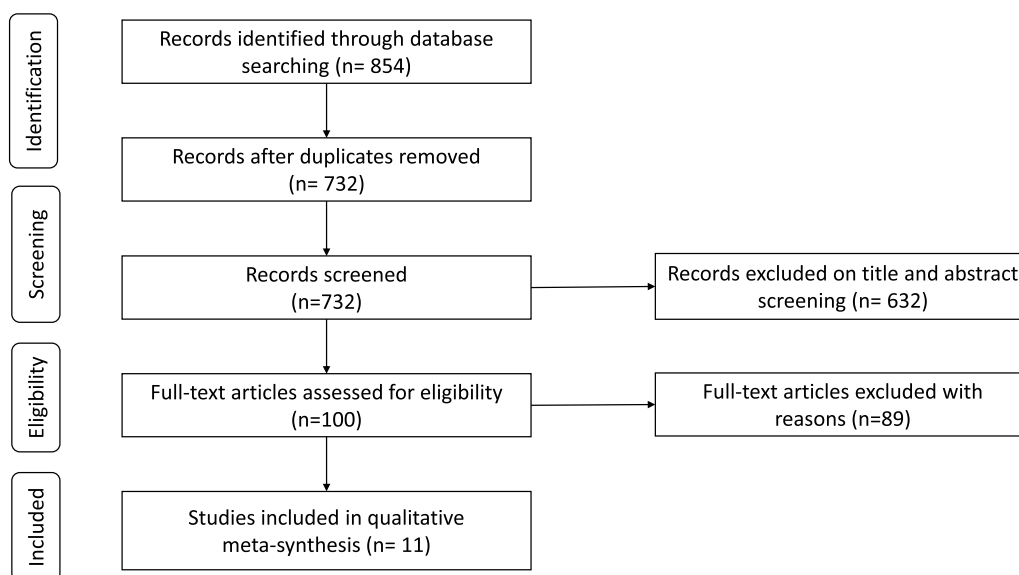 Identification
Records identified through database
searching (n= 854)
Records after duplicates removed
(n= 732)
Screening
Records screened
(n=732)
Records excluded on title and abstract
screening (n= 632)
Eligibility
Full-text articles assessed for eligibility
(n=100)
Full-text articles excluded with
reasons (n=89)
Included
Studies included in qualitative
meta-synthesis (n= 11)